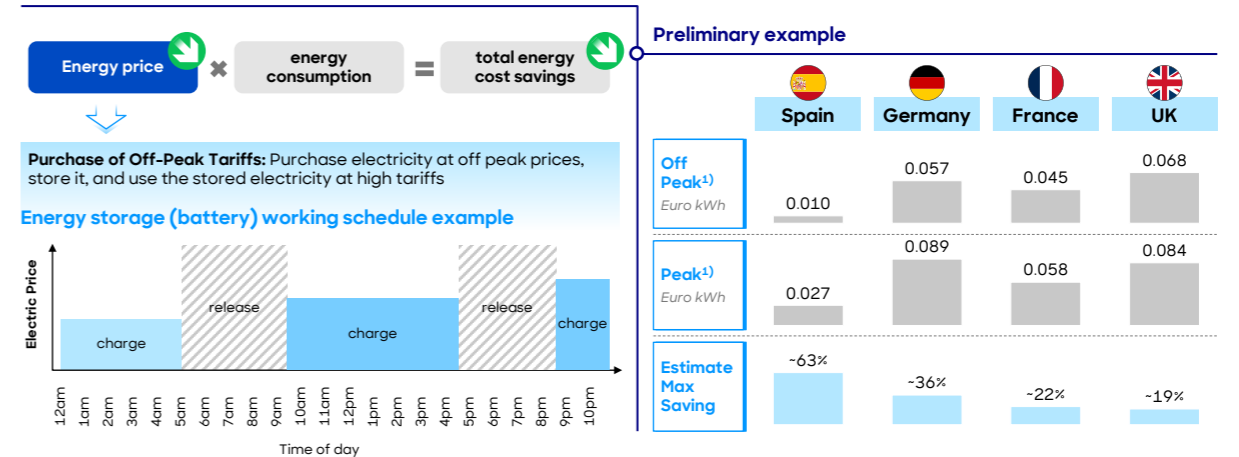 Energy price
✖
energy
consumption
=
total energy
cost savings
Purchase of Off-Peak Tariffs: Purchase electricity at off peak prices,
store it, and use the stored electricity at high tariffs
Energy storage (battery) working schedule example
Electric Price
charge
release
charge
release
charge
12am
1am
2am
3am
4am
5am
6am
7am
8am
9am
10am
11am
12pm
1pm
2pm
3pm
4pm
5pm
6pm
7pm
8pm
9pm
10pm
Time of day
Preliminary example
Spain
Germany
France
UK
Off
Peak¹⁾
Euro kWh
0.010
0.057
0.045
0.068
Peak¹⁾
Euro kWh
0.027
0.089
0.058
0.084
Estimate
Max
Saving
~63%
~36%
~22%
~19%